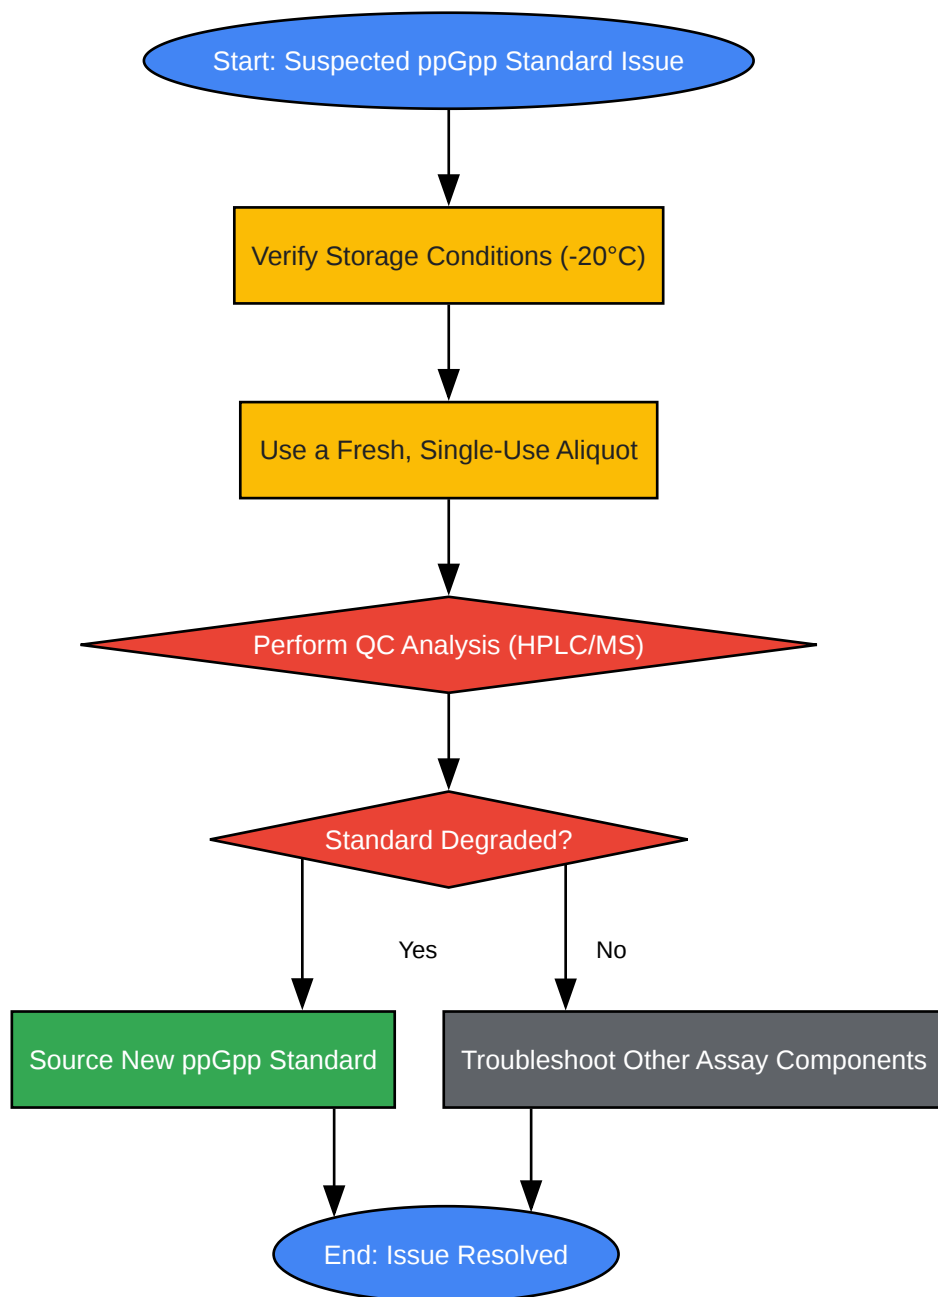 Start: Suspected ppGpp Standard Issue
Verify Storage Conditions (-20°C)
Use a Fresh, Single-Use Aliquot
Perform QC Analysis (HPLC/MS)
Standard Degraded?
Yes
No
Source New ppGpp Standard
Troubleshoot Other Assay Components
End: Issue Resolved